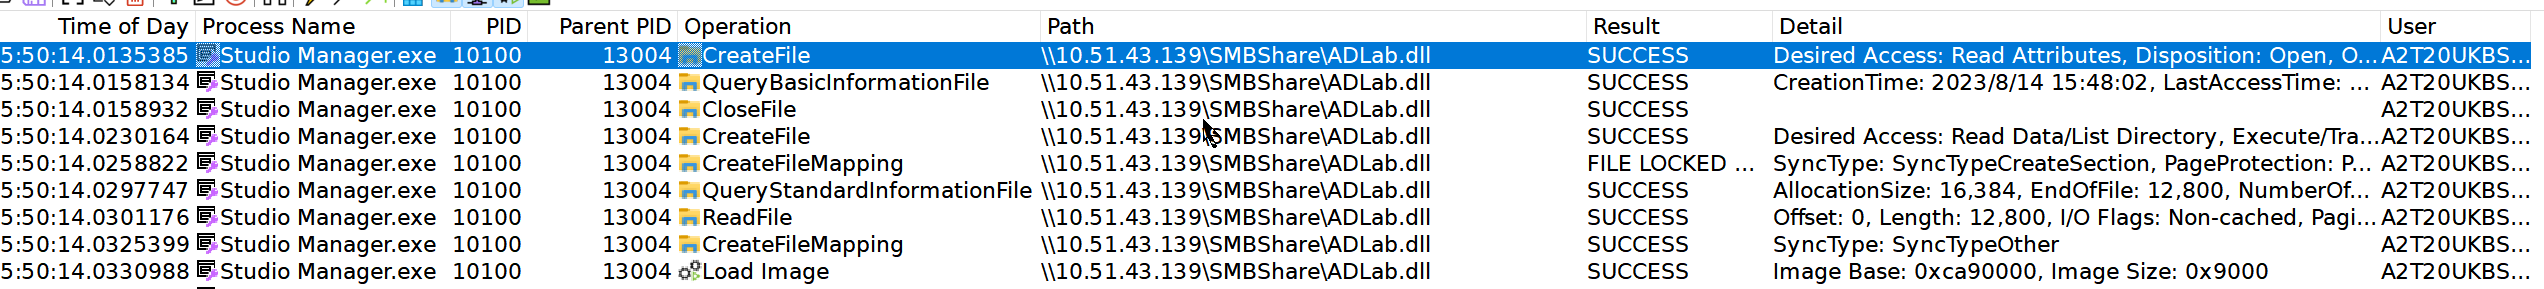 Time of Day Process Name PID Parent PID Operation Path Result Detail User
5:50:14.0135385 Studio Manager.exe 10100 13004 CreateFile \\10.51.43.139\SMBShare\ADLab.dll SUCCESS Desired Access: Read Attributes, Disposition: Open, O... A2T20UKBS...
5:50:14.0158134 Studio Manager.exe 10100 13004 QueryBasicInformationFile \\10.51.43.139\SMBShare\ADLab.dll SUCCESS CreationTime: 2023/8/14 15:48:02, LastAccessTime: ... A2T20UKBS...
5:50:14.0158932 Studio Manager.exe 10100 13004 CloseFile \\10.51.43.139\SMBShare\ADLab.dll SUCCESS A2T20UKBS...
5:50:14.0230164 Studio Manager.exe 10100 13004 CreateFile \\10.51.43.139\SMBShare\ADLab.dll SUCCESS Desired Access: Read Data/List Directory, Execute/Tra... A2T20UKBS...
5:50:14.0258822 Studio Manager.exe 10100 13004 CreateFileMapping \\10.51.43.139\SMBShare\ADLab.dll FILE LOCKED ... SyncType: SyncTypeCreateSection, PageProtection: P... A2T20UKBS...
5:50:14.0297747 Studio Manager.exe 10100 13004 QueryStandardInformationFile \\10.51.43.139\SMBShare\ADLab.dll SUCCESS AllocationSize: 16,384, EndOfFile: 12,800, NumberOf... A2T20UKBS...
5:50:14.0301176 Studio Manager.exe 10100 13004 ReadFile \\10.51.43.139\SMBShare\ADLab.dll SUCCESS Offset: 0, Length: 12,800, I/O Flags: Non-cached, Pagi... A2T20UKBS...
5:50:14.0325399 Studio Manager.exe 10100 13004 CreateFileMapping \\10.51.43.139\SMBShare\ADLab.dll SUCCESS SyncType: SyncTypeOther A2T20UKBS...
5:50:14.0330988 Studio Manager.exe 10100 13004 Load Image \\10.51.43.139\SMBShare\ADLab.dll SUCCESS Image Base: 0xca90000, Image Size: 0x9000 A2T20UKBS...